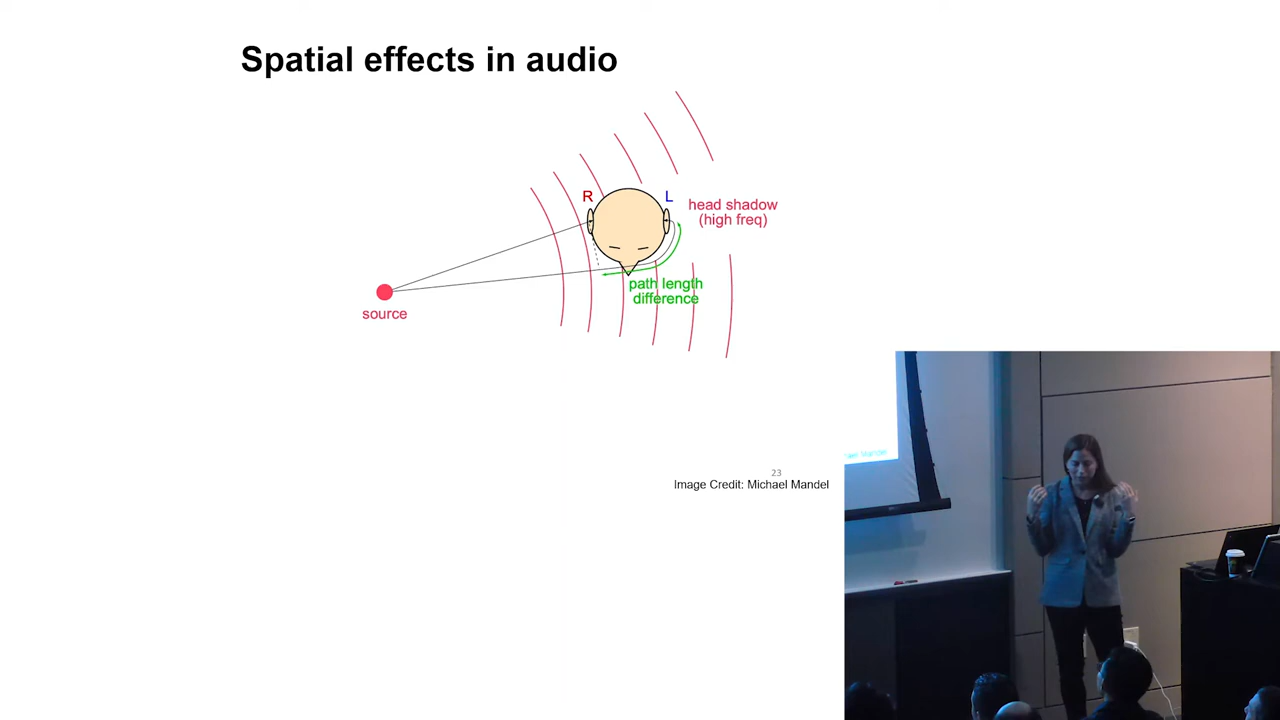 Spatial effects in audio
R
L
head shadow
(high freq)
path length
difference
source
23
Image Credit: Michael Mandel